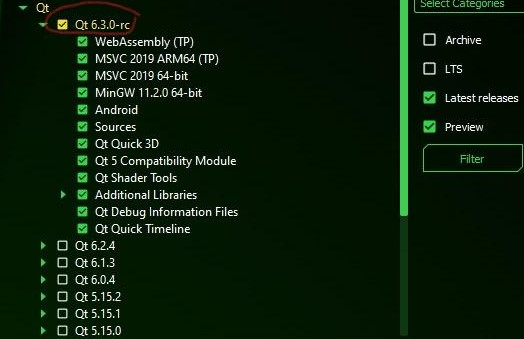 Qt
Qt 6.3.0-rc
WebAssembly (TP)
MSVC 2019 ARM64 (TP)
MSVC 2019 64-bit
MinGW 11.2.0 64-bit
Android
Sources
Qt Quick 3D
Qt 5 Compatibility Module
Qt Shader Tools
Additional Libraries
Qt Debug Information Files
Qt Quick Timeline
Qt 6.2.4
Qt 6.1.3
Qt 6.0.4
Qt 5.15.2
Qt 5.15.1
Qt 5.15.0
Select Categories
Archive
LTS
Latest releases
Preview
Filter